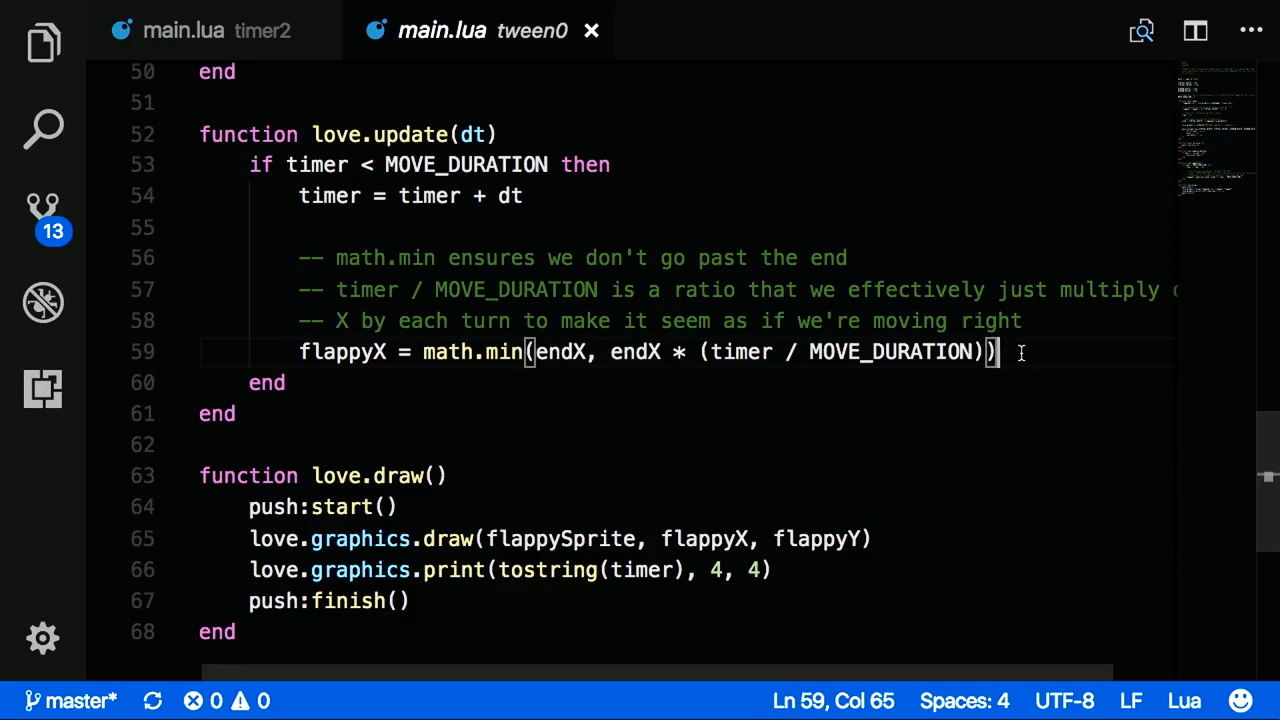 main.lua timer2
main.lua tween0
50 end
51
52 function love.update(dt)
53 if timer < MOVE_DURATION then
54 timer = timer + dt
55
56 -- math.min ensures we don't go past the end
57 -- timer / MOVE_DURATION is a ratio that we effectively just multiply
58 -- X by each turn to make it seem as if we're moving right
59 flappyX = math.min(endX, endX * (timer / MOVE_DURATION))
60 end
61 end
62
63 function love.draw()
64 push:start()
65 love.graphics.draw(flappySprite, flappyX, flappyY)
66 love.graphics.print(tostring(timer), 4, 4)
67 push:finish()
68 end
13
master* 0 0 Ln 59, Col 65 Spaces: 4 UTF-8 LF Lua